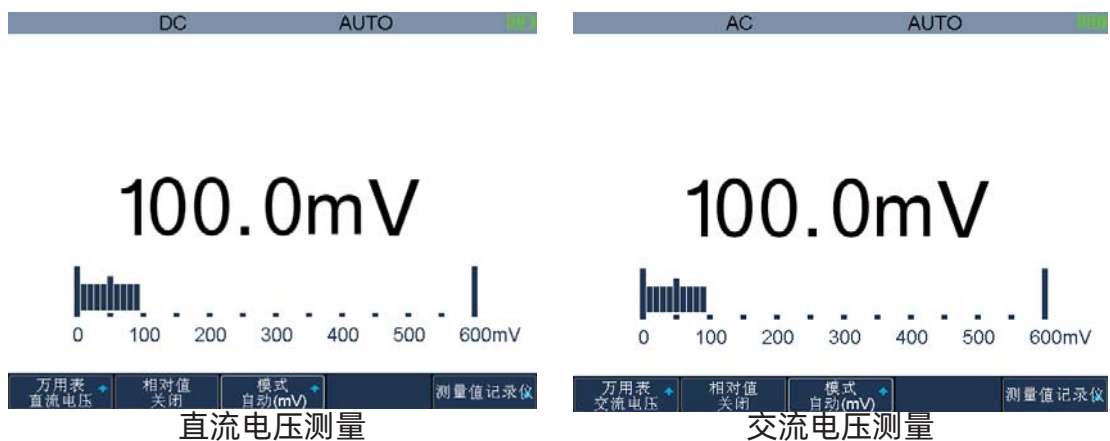 DC AUTO
100.0mV
0 100 200 300 400 500 600mV
万用表 相对值 模式 测量值记录仪
直流电压 关闭 自动(mV)
直流电压测量
AC AUTO
100.0mV
0 100 200 300 400 500 600mV
万用表 相对值 模式 测量值记录仪
交流电压 关闭 自动(mV)
交流电压测量